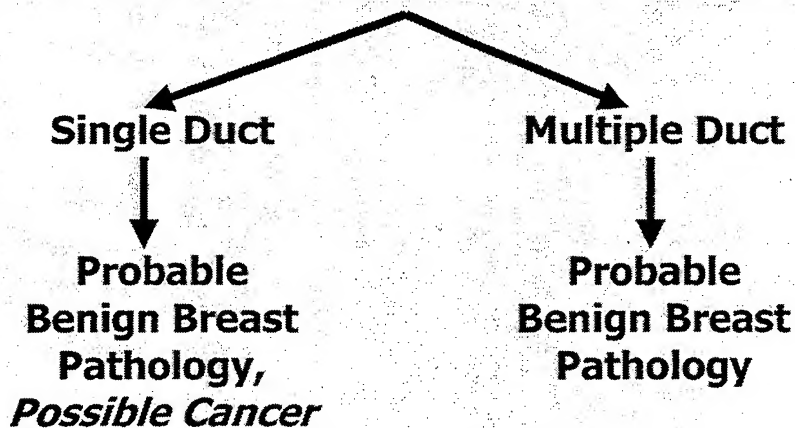 Single Duct
Multiple Duct
Probable
Benign Breast
Pathology,
Possible Cancer
Probable
Benign Breast
Pathology